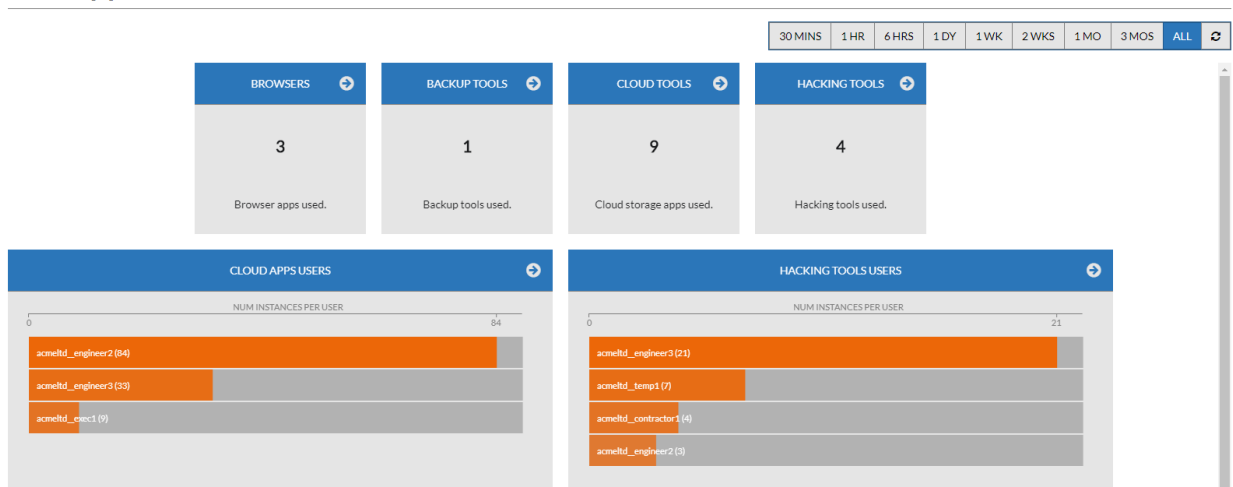 30 MINS 1 HR 6 HRS 1 DY 1 WK 2 WKS 1 MO 3 MOS ALL
BROWSERS BACKUP TOOLS CLOUD TOOLS HACKING TOOLS
3 1 9 4
Browser apps used. Backup tools used. Cloud storage apps used. Hacking tools used.
CLOUD APPS USERS
NUM INSTANCES PER USER
0 84
acmeltd_engineer2 (84)
acmeltd_engineer3 (33)
acmeltd_exec1 (9)
HACKING TOOLS USERS
NUM INSTANCES PER USER
0 21
acmeltd_engineer3 (21)
acmeltd_temp1 (7)
acmeltd_contractor1 (4)
acmeltd_engineer2 (3)